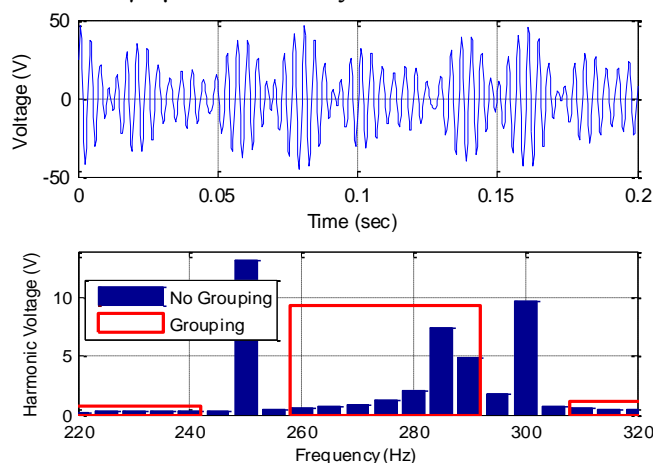 50
0
-50
Voltage (V)
0
0.05
0.1
0.15
0.2
Time (sec)
10
5
0
Harmonic Voltage (V)
No Grouping
Grouping
220
240
260
280
300
320
Frequency (Hz)